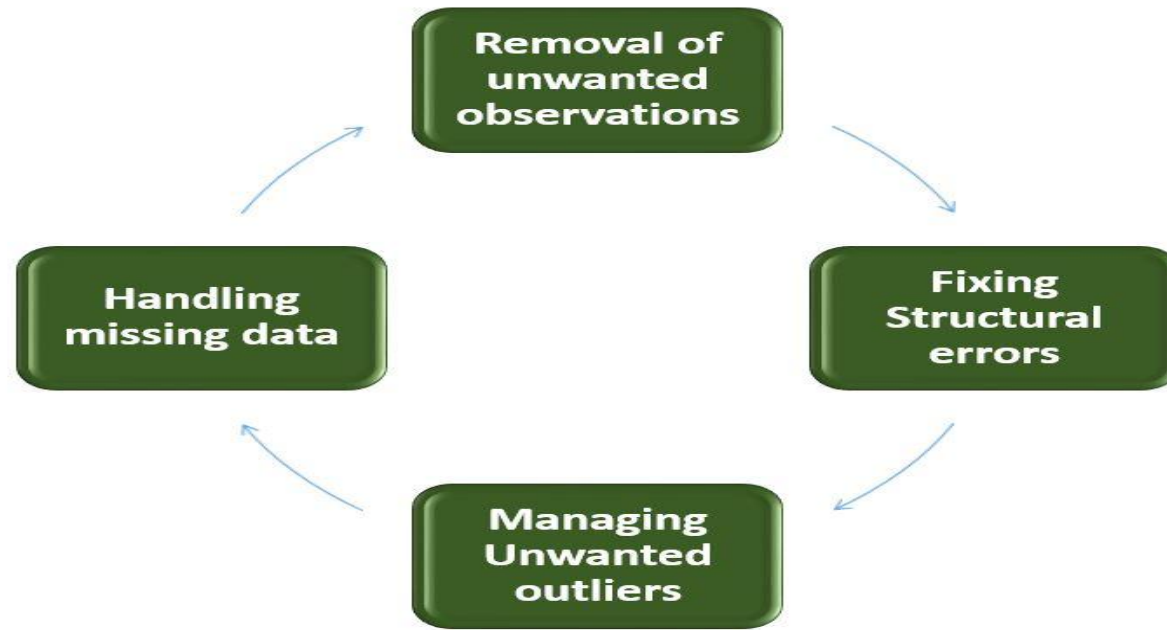 Removal of
unwanted
observations
Fixing
Structural
errors
Managing
Unwanted
outliers
Handling
missing data